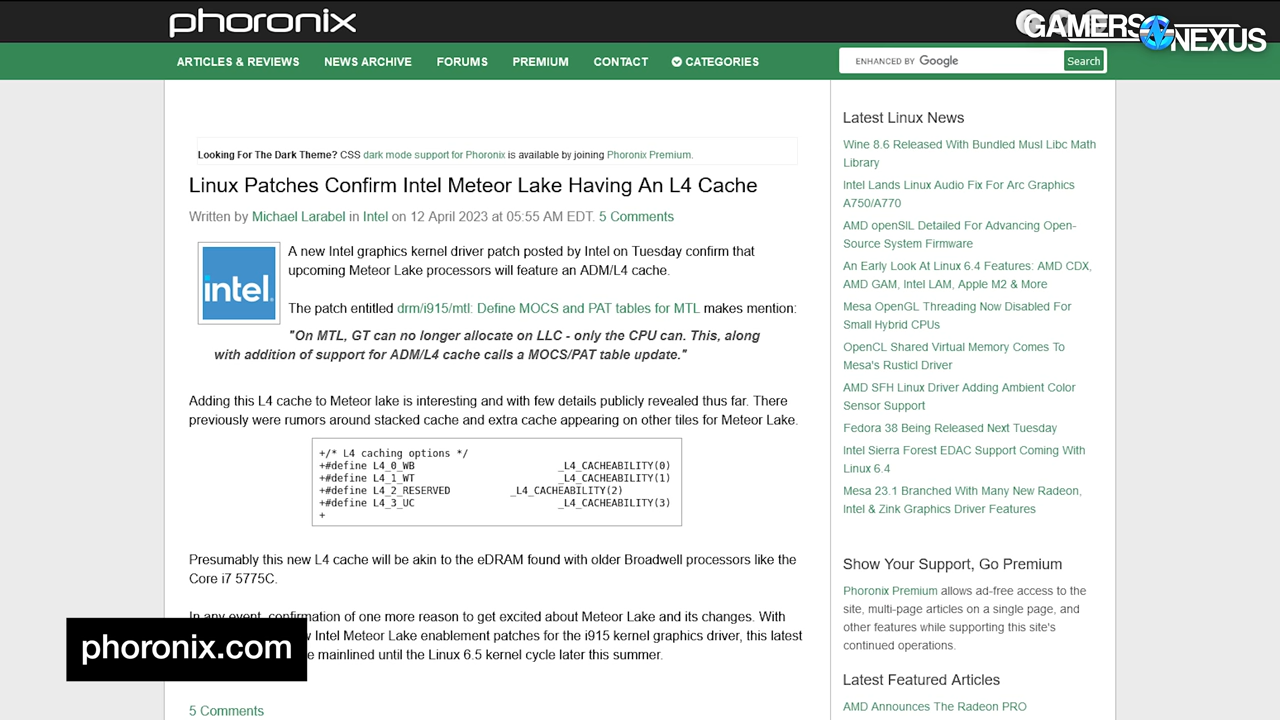 phoronix
GAMERS NEXUS
ARTICLES & REVIEWS NEWS ARCHIVE FORUMS PREMIUM CONTACT CATEGORIES
ENHANCED BY Google Search
Looking For The Dark Theme? CSS dark mode support for Phoronix is available by joining Phoronix Premium.
Linux Patches Confirm Intel Meteor Lake Having An L4 Cache
Written by Michael Larabel in Intel on 12 April 2023 at 05:55 AM EDT. 5 Comments
intel.
A new Intel graphics kernel driver patch posted by Intel on Tuesday confirm that
upcoming Meteor Lake processors will feature an ADM/L4 cache.
The patch entitled drm/i915/mtl: Define MOCS and PAT tables for MTL makes mention:
"On MTL, GT can no longer allocate on LLC - only the CPU can. This, along
with addition of support for ADM/L4 cache calls a MOCS/PAT table update."
Adding this L4 cache to Meteor lake is interesting and with few details publicly revealed thus far. There
previously were rumors around stacked cache and extra cache appearing on other tiles for Meteor Lake.
+/* L4 caching options */
+#define L4_0_WB _L4_CACHEABILITY(0)
+#define L4_1_WT _L4_CACHEABILITY(1)
+#define L4_2_RESERVED _L4_CACHEABILITY(2)
+#define L4_3_UC _L4_CACHEABILITY(3)
+
Presumably this new L4 cache will be akin to the eDRAM found with older Broadwell processors like the
Core i7 5775C.
In any event, confirmation of one more reason to get excited about Meteor Lake and its changes. With
Intel Meteor Lake enablement patches for the i915 kernel graphics driver, this latest
mainlined until the Linux 6.5 kernel cycle later this summer.
phoronix.com
5 Comments
Latest Linux News
Wine 8.6 Released With Bundled Musl Libc Math
Library
Intel Lands Linux Audio Fix For Arc Graphics
A750/A770
AMD openSIL Detailed For Advancing Open-
Source System Firmware
An Early Look At Linux 6.4 Features: AMD CDX,
AMD GAM, Intel LAM, Apple M2 & More
Mesa OpenGL Threading Now Disabled For
Small Hybrid CPUs
OpenCL Shared Virtual Memory Comes To
Mesa's Rusticl Driver
AMD SFH Linux Driver Adding Ambient Color
Sensor Support
Fedora 38 Being Released Next Tuesday
Intel Sierra Forest EDAC Support Coming With
Linux 6.4
Mesa 23.1 Branched With Many New Radeon,
Intel & Zink Graphics Driver Features
Show Your Support, Go Premium
Phoronix Premium allows ad-free access to the
site, multi-page articles on a single page, and
other features while supporting this site's
continued operations.
Latest Featured Articles
AMD Announces The Radeon PRO